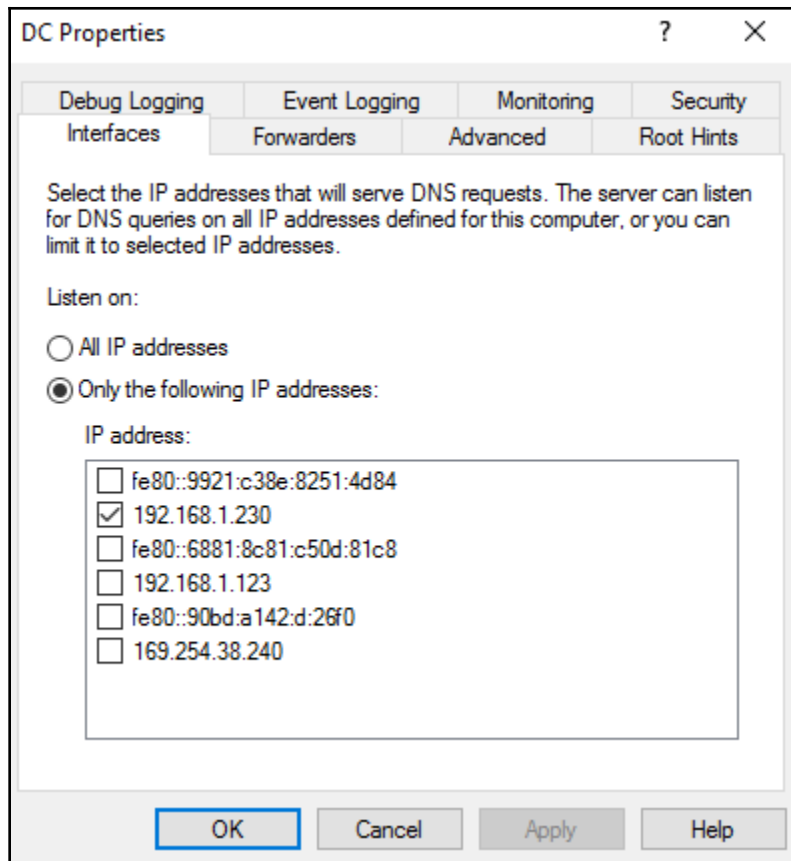 DC Properties
?
Debug Logging
Event Logging
Monitoring
Security
Interfaces
Forwarders
Advanced
Root Hints
Select the IP addresses that will serve DNS requests. The server can listen
for DNS queries on all IP addresses defined for this computer, or you can
limit it to selected IP addresses.
Listen on:
All IP addresses
Only the following IP addresses:
IP address:
fe80::9921:c38e:8251:4d84
192.168.1.230
fe80::6881:8c81:c50d:81c8
192.168.1.123
fe80::90bd:a142:d:26f0
169.254.38.240
OK
Cancel
Apply
Help